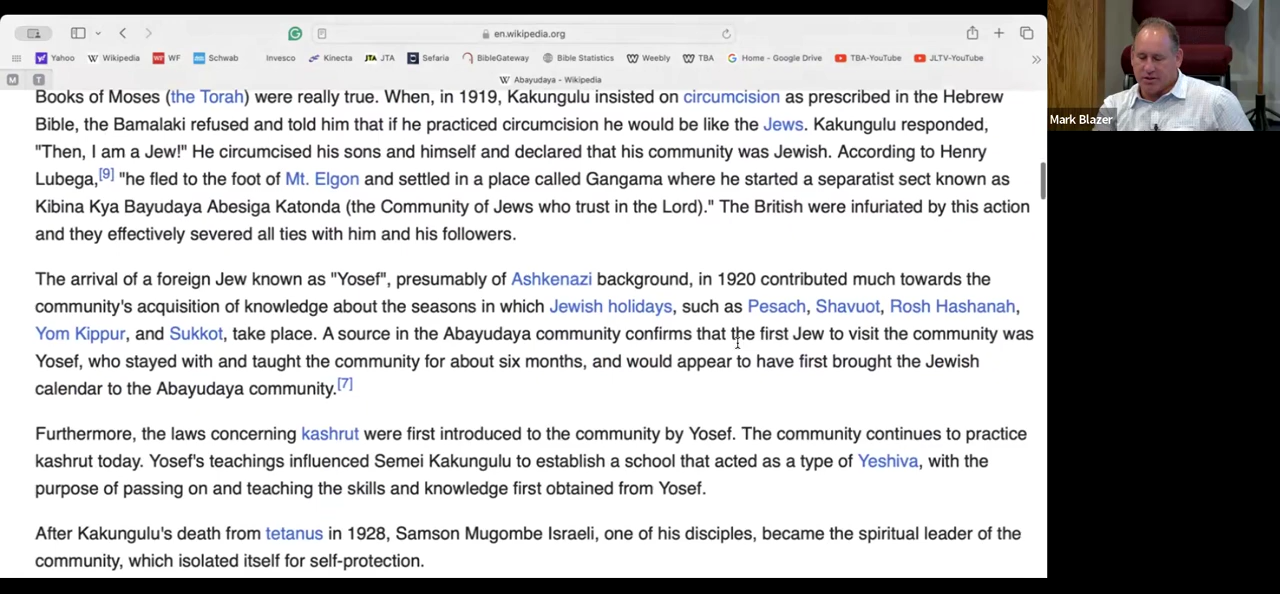 en.wikipedia.org
Yahoo Wikipedia WF Schwab Invesco Kinecta JTA JTA Sefaria BibleGateway Bible Statistics Weebly TBA Home - Google Drive TBA-YouTube JLTV-YouTube
M T Abayudaya - Wikipedia
Books of Moses (the Torah) were really true. When, in 1919, Kakungulu insisted on circumcision as prescribed in the Hebrew
Bible, the Bamalaki refused and told him that if he practiced circumcision he would be like the Jews. Kakungulu responded,
"Then, I am a Jew!" He circumcised his sons and himself and declared that his community was Jewish. According to Henry
Lubega,[9] "he fled to the foot of Mt. Elgon and settled in a place called Gangama where he started a separatist sect known as
Kibina Kya Bayudaya Abesiga Katonda (the Community of Jews who trust in the Lord)." The British were infuriated by this action
and they effectively severed all ties with him and his followers.
The arrival of a foreign Jew known as "Yosef", presumably of Ashkenazi background, in 1920 contributed much towards the
community's acquisition of knowledge about the seasons in which Jewish holidays, such as Pesach, Shavuot, Rosh Hashanah,
Yom Kippur, and Sukkot, take place. A source in the Abayudaya community confirms that the first Jew to visit the community was
Yosef, who stayed with and taught the community for about six months, and would appear to have first brought the Jewish
calendar to the Abayudaya community.[7]
Furthermore, the laws concerning kashrut were first introduced to the community by Yosef. The community continues to practice
kashrut today. Yosef's teachings influenced Semei Kakungulu to establish a school that acted as a type of Yeshiva, with the
purpose of passing on and teaching the skills and knowledge first obtained from Yosef.
After Kakungulu's death from tetanus in 1928, Samson Mugombe Israeli, one of his disciples, became the spiritual leader of the
community, which isolated itself for self-protection.
Mark Blazer